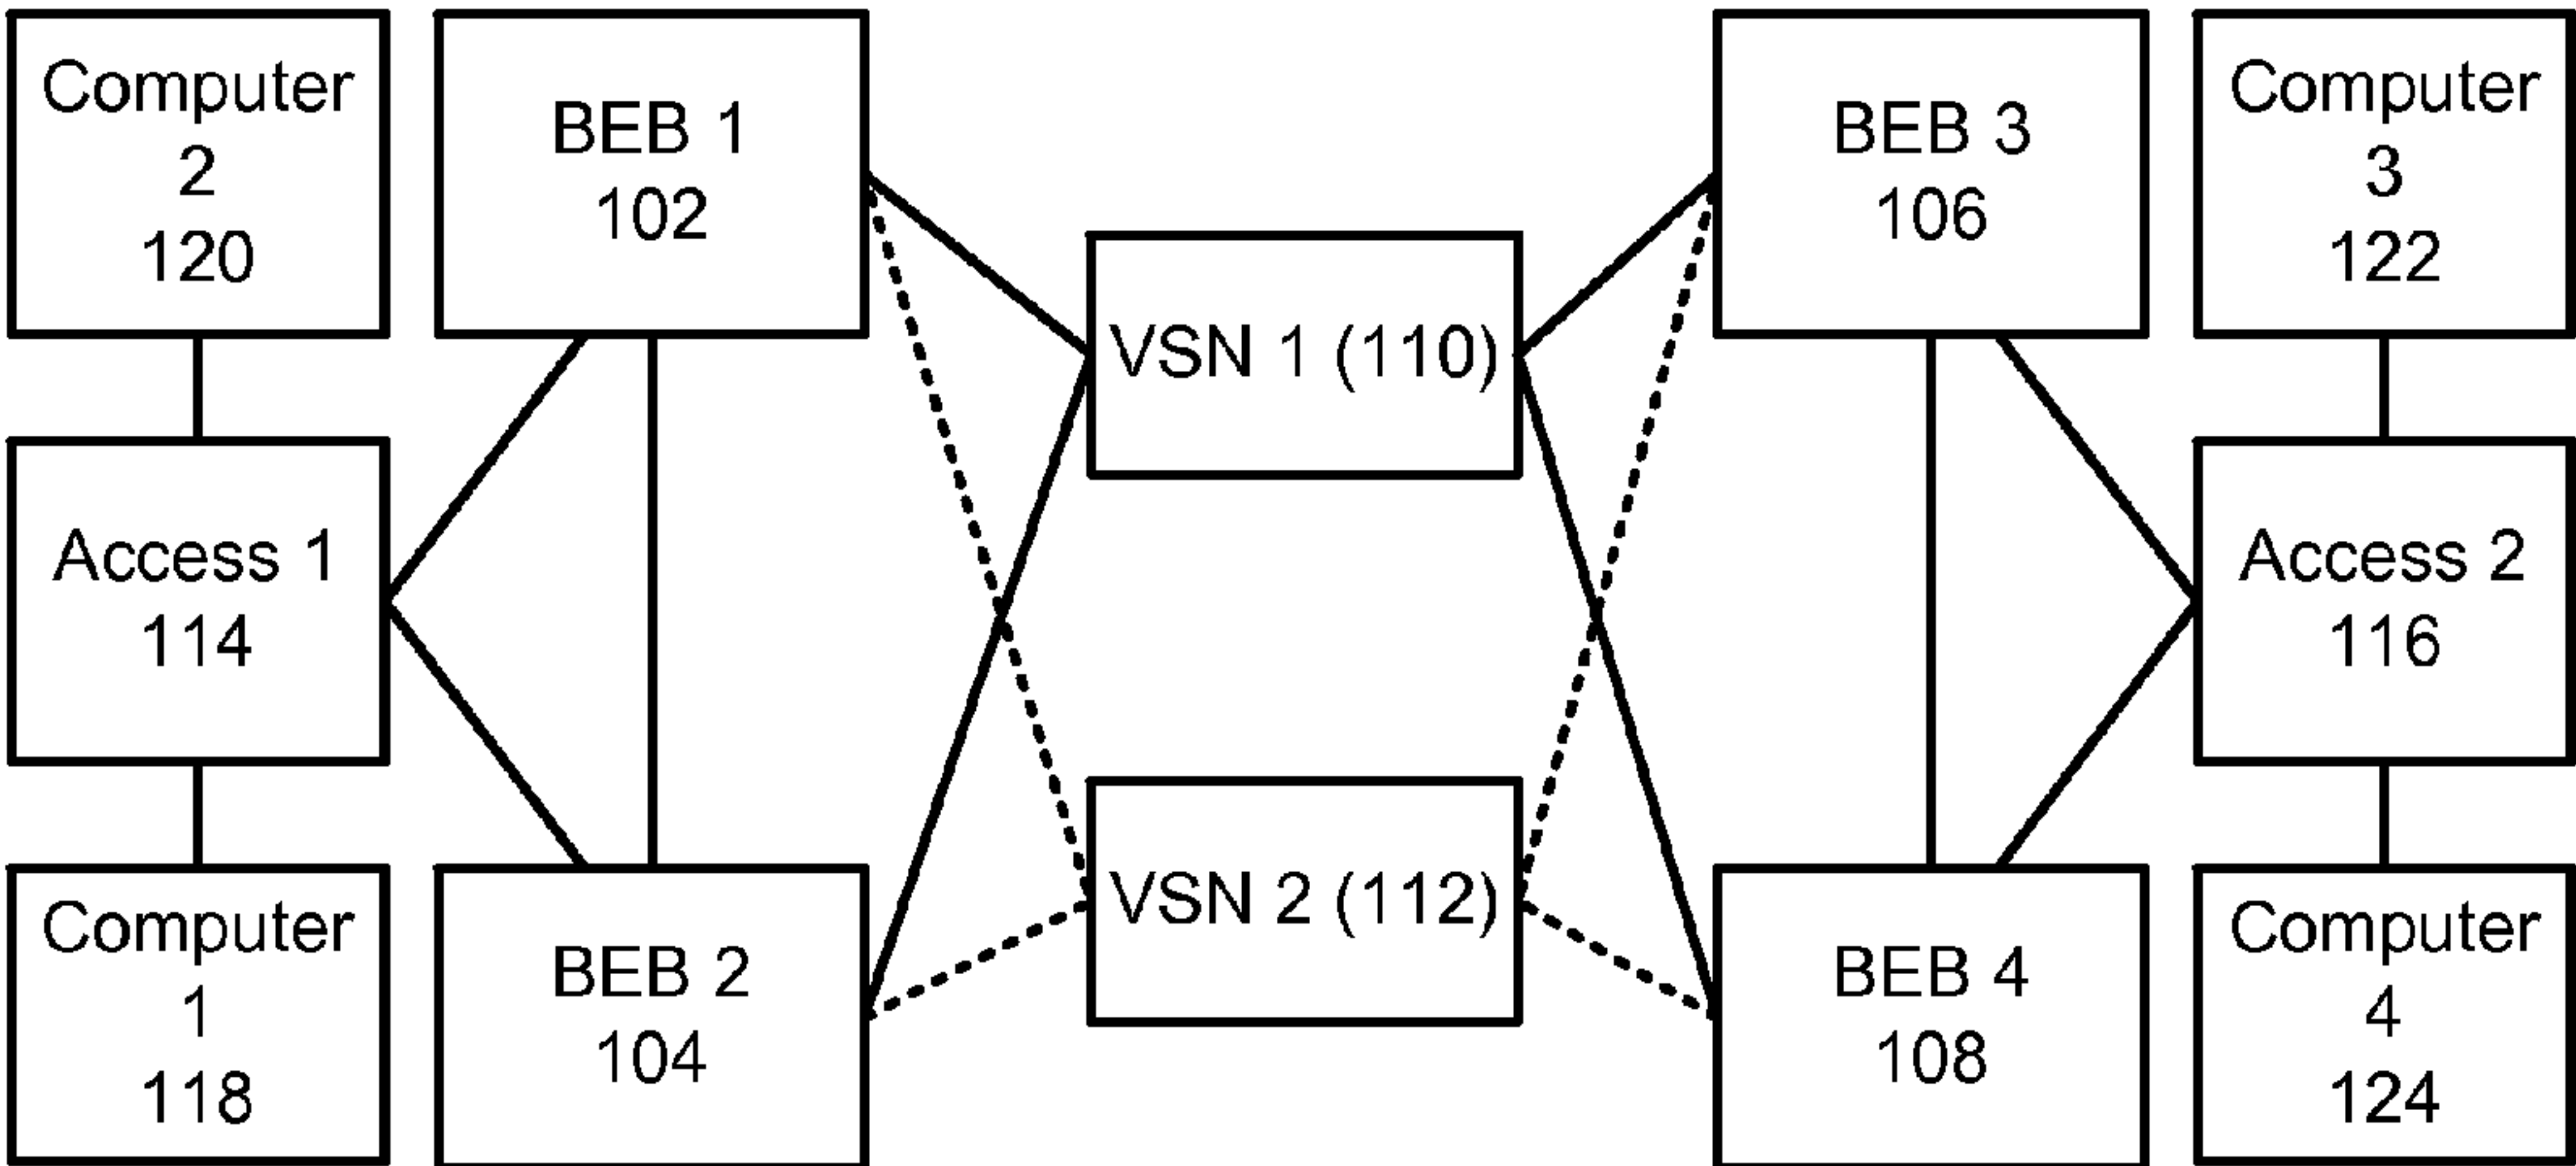 Computer
2
120
BEB 1
102
BEB 3
106
Computer
3
122
VSN 1 (110)
Access 1
114
Access 2
116
VSN 2 (112)
Computer
1
118
BEB 2
104
BEB 4
108
Computer
4
124